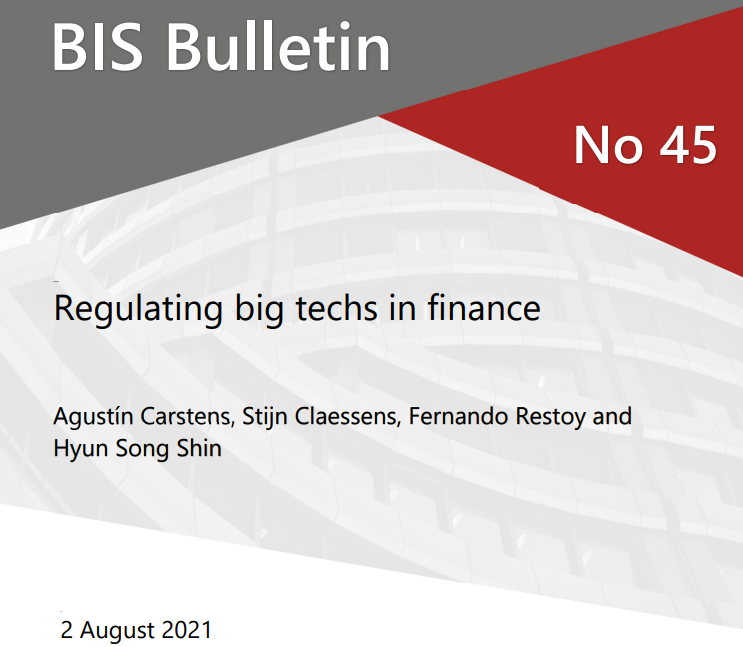 BIS Bulletin
No 45
Regulating big techs in finance
Agustín Carstens, Stijn Claessens, Fernando Restoy and
Hyun Song Shin
2 August 2021